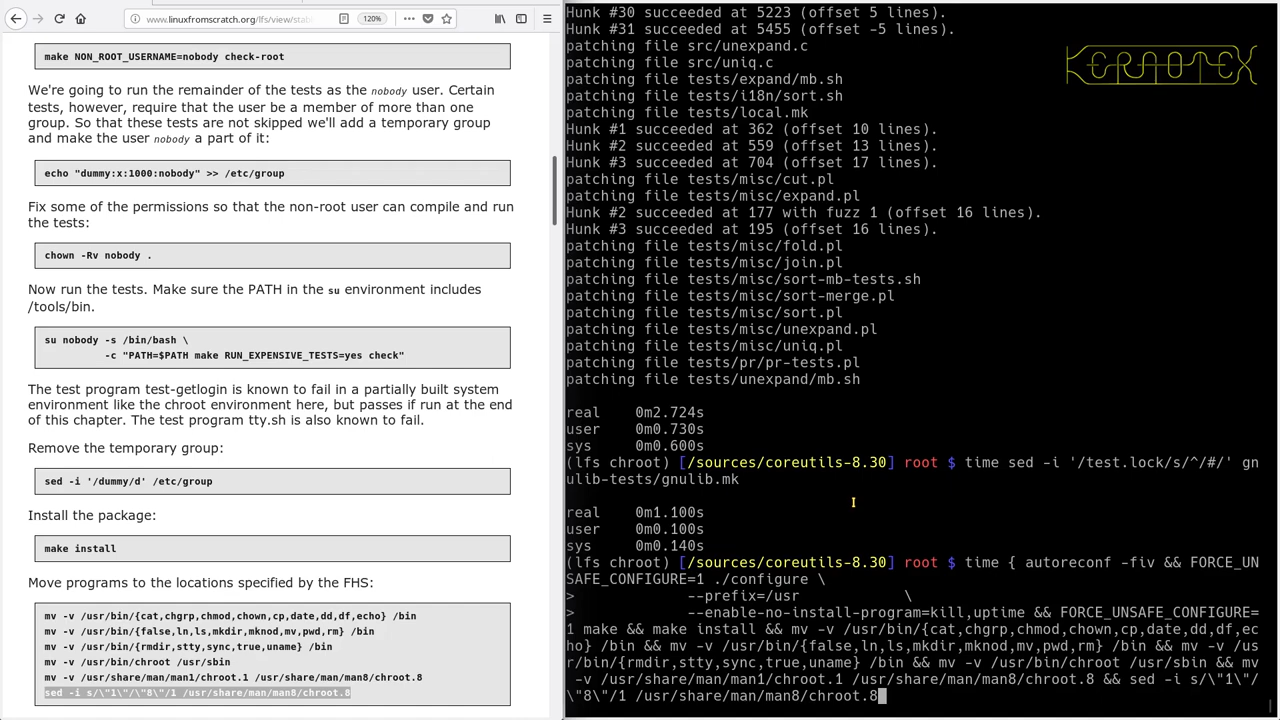 www.linuxfromscratch.org/lfs/view/stab
120%
make NON_ROOT_USERNAME=nobody check-root
We're going to run the remainder of the tests as the nobody user. Certain
tests, however, require that the user be a member of more than one
group. So that these tests are not skipped we'll add a temporary group
and make the user nobody a part of it:
echo "dummy:x:1000:nobody" >> /etc/group
Fix some of the permissions so that the non-root user can compile and run
the tests:
chown -Rv nobody .
Now run the tests. Make sure the PATH in the su environment includes
/tools/bin.
su nobody -s /bin/bash \
-c "PATH=$PATH make RUN_EXPENSIVE_TESTS=yes check"
The test program test-getlogin is known to fail in a partially built system
environment like the chroot environment here, but passes if run at the end
of this chapter. The test program tty.sh is also known to fail.
Remove the temporary group:
sed -i '/dummy/d' /etc/group
Install the package:
make install
Move programs to the locations specified by the FHS:
mv -v /usr/bin/{cat,chgrp,chmod,chown,cp,date,dd,df,echo} /bin
mv -v /usr/bin/{false,ln,ls,mkdir,mknod,mv,pwd,rm} /bin
mv -v /usr/bin/{rmdir,stty,sync,true,uname} /bin
mv -v /usr/bin/chroot /usr/sbin
mv -v /usr/share/man/man1/chroot.1 /usr/share/man/man8/chroot.8
sed -i s/\"1\"/\"8\"/1 /usr/share/man/man8/chroot.8
Hunk #30 succeeded at 5223 (offset 5 lines).
Hunk #31 succeeded at 5455 (offset -5 lines).
patching file src/unexpand.c
patching file src/uniq.c
patching file tests/expand/mb.sh
patching file tests/i18n/sort.sh
patching file tests/local.mk
Hunk #1 succeeded at 362 (offset 10 lines).
Hunk #2 succeeded at 559 (offset 13 lines).
Hunk #3 succeeded at 704 (offset 17 lines).
patching file tests/misc/cut.pl
patching file tests/misc/expand.pl
Hunk #2 succeeded at 177 with fuzz 1 (offset 16 lines).
Hunk #3 succeeded at 195 (offset 16 lines).
patching file tests/misc/fold.pl
patching file tests/misc/join.pl
patching file tests/misc/sort-mb-tests.sh
patching file tests/misc/sort-merge.pl
patching file tests/misc/sort.pl
patching file tests/misc/unexpand.pl
patching file tests/misc/uniq.pl
patching file tests/pr/pr-tests.pl
patching file tests/unexpand/mb.sh
real 0m2.724s
user 0m0.730s
sys 0m0.600s
(lfs chroot) [/sources/coreutils-8.30] root $ time sed -i '/test.lock/s/^/#/' gn
ulib-tests/gnulib.mk
real 0m1.100s
user 0m0.100s
sys 0m0.140s
(lfs chroot) [/sources/coreutils-8.30] root $ time { autoreconf -fiv && FORCE_UN
SAFE_CONFIGURE=1 ./configure \
> --prefix=/usr \
> --enable-no-install-program=kill,uptime && FORCE_UNSAFE_CONFIGURE=
1 make && make install && mv -v /usr/bin/{cat,chgrp,chmod,chown,cp,date,dd,df,ec
ho} /bin && mv -v /usr/bin/{false,ln,ls,mkdir,mknod,mv,pwd,rm} /bin && mv -v /us
r/bin/{rmdir,stty,sync,true,uname} /bin && mv -v /usr/bin/chroot /usr/sbin && mv
-v /usr/share/man/man1/chroot.1 /usr/share/man/man8/chroot.8 && sed -i s/\"1\"/
\"8\"/1 /usr/share/man/man8/chroot.8